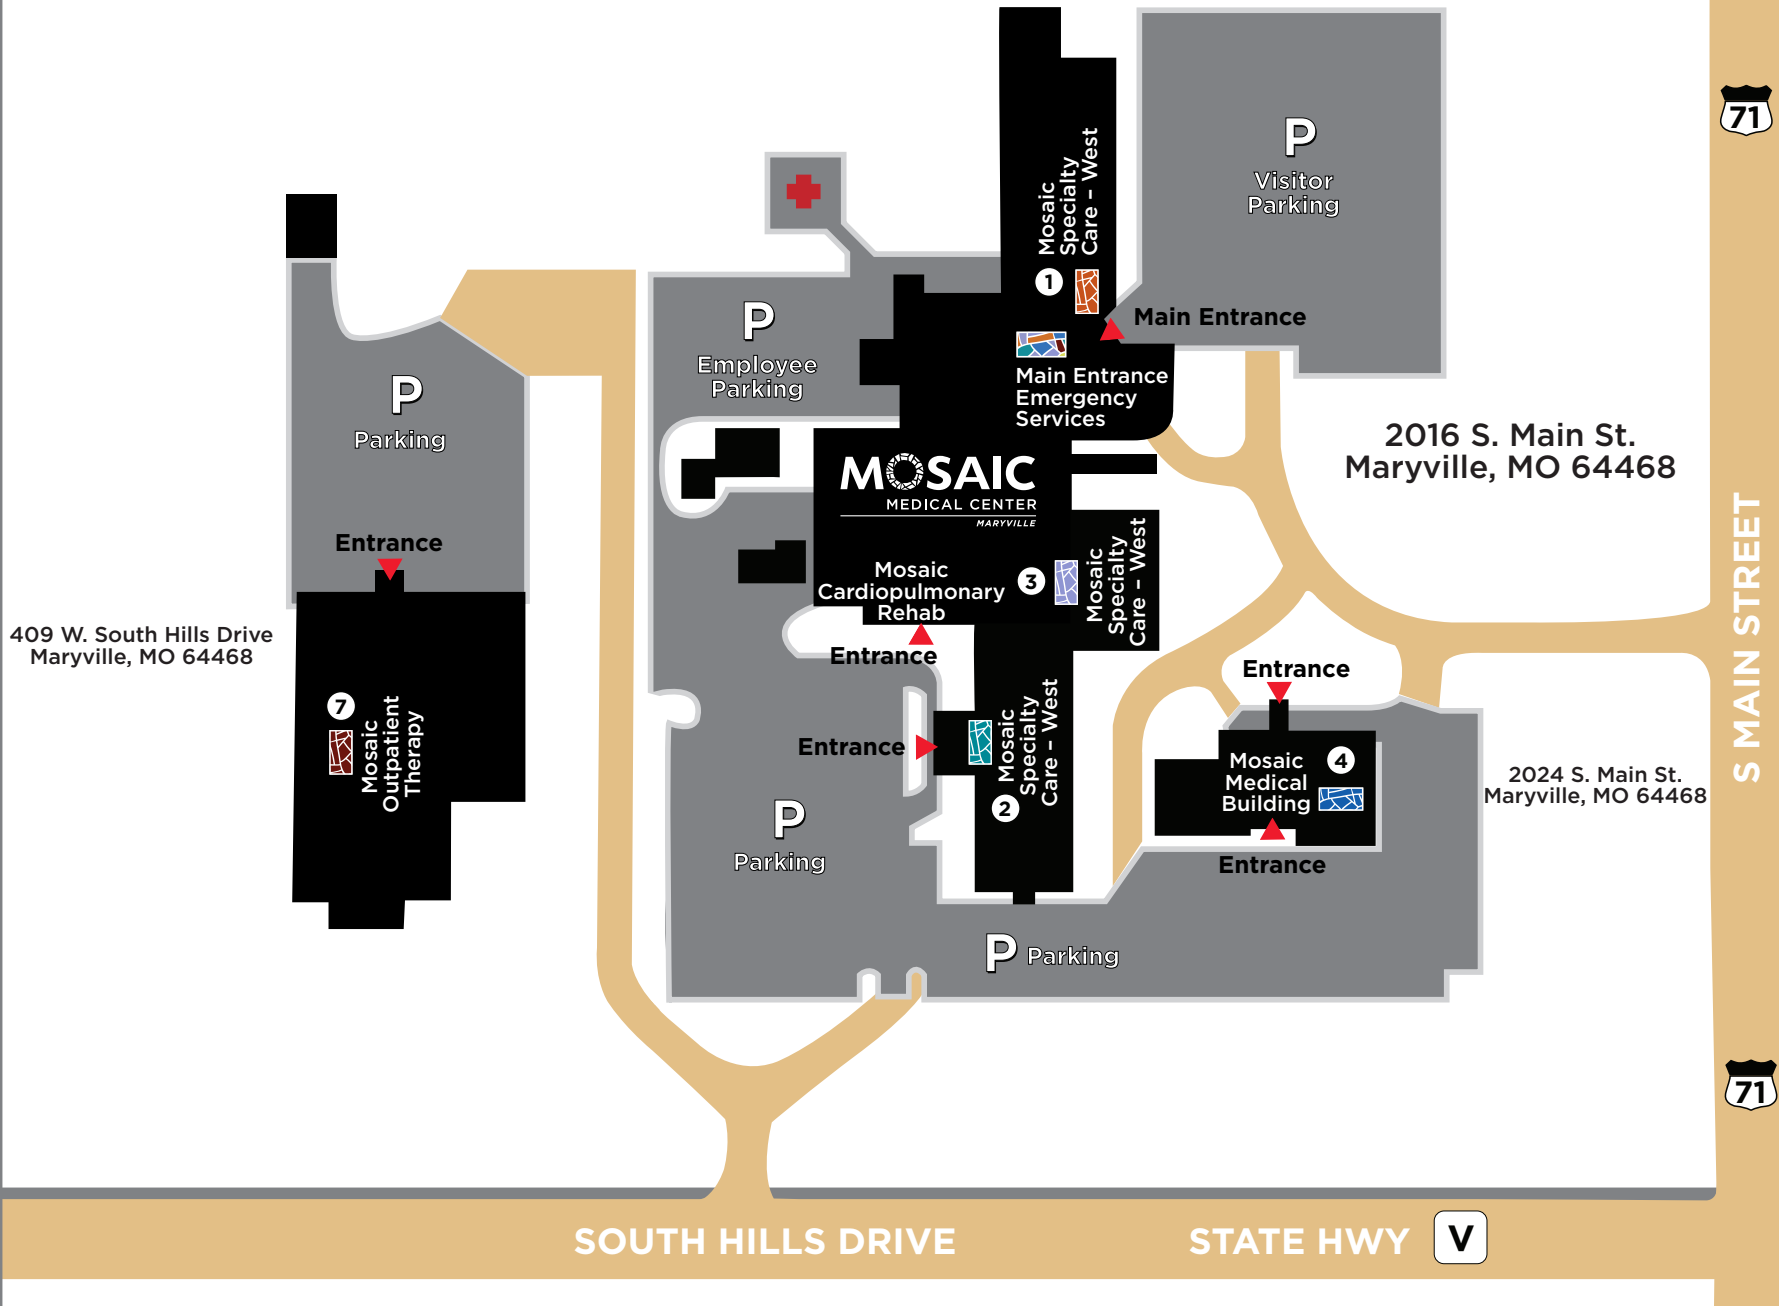 71
P
Visitor
Parking
Mosaic
Specialty
Care – West
1
Main Entrance
Main Entrance
Emergency
Services
P
Employee
Parking
P
Parking
2016 S. Main St.
Maryville, MO 64468
MOSAIC
MEDICAL CENTER
MARYVILLE
Entrance
Mosaic
Cardiopulmonary
Rehab
Entrance
3
Mosaic
Specialty
Care – West
409 W. South Hills Drive
Maryville, MO 64468
7
Mosaic
Outpatient
Therapy
Entrance
Mosaic
Specialty
Care – West
2
Entrance
Mosaic
Medical
Building
4
Entrance
2024 S. Main St.
Maryville, MO 64468
S MAIN STREET
P
Parking
P Parking
71
SOUTH HILLS DRIVE
STATE HWY V